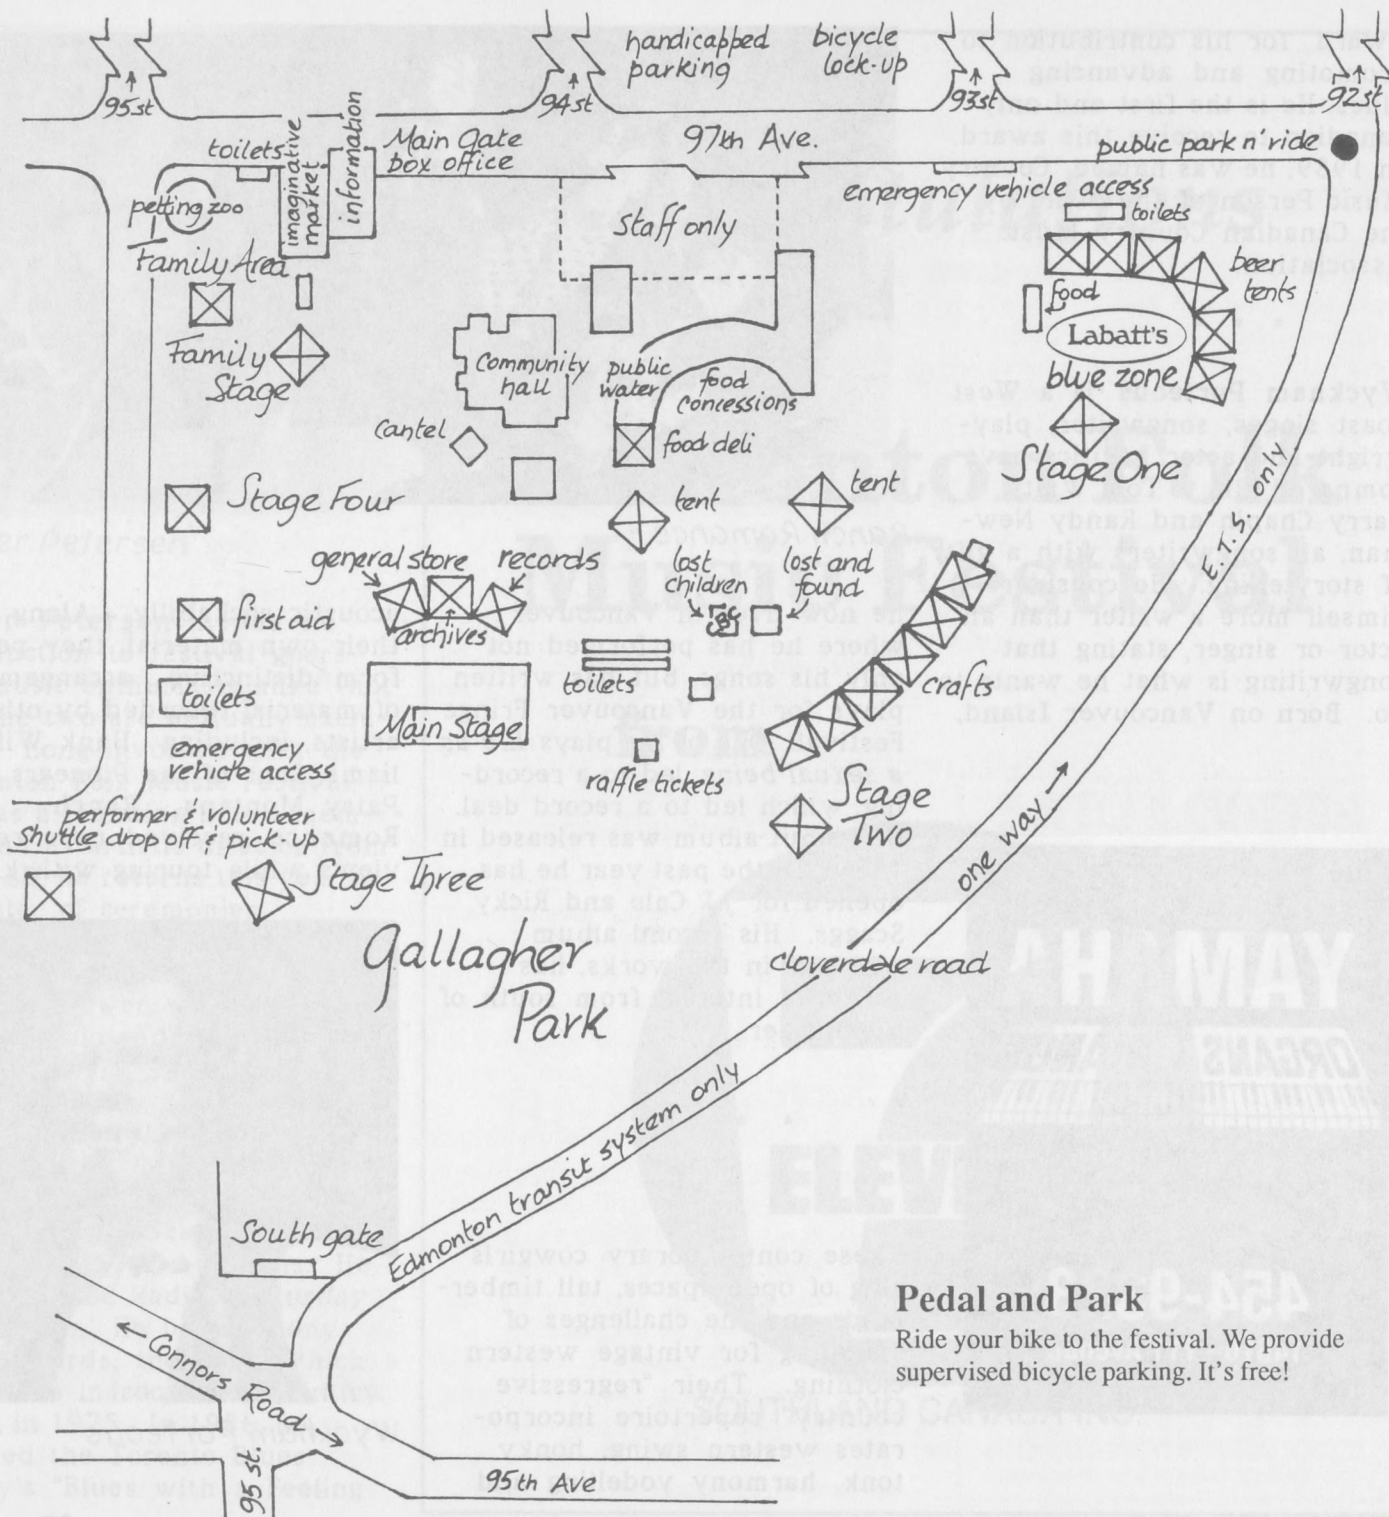 handicapped
parking
bicycle
lock-up
95st
94st
93st
92st
toilets
imaginative
market
information
Main Gate
box office
97th Ave.
public park n' ride
petting zoo
Staff only
emergency vehicle access
toilets
Family Area
beer
tents
food
Labatt's
blue zone
Family
Stage
Community
hall
public
water
food
concessions
Cantel
food deli
Stage One
Stage Four
tent
tent
E.T.S. only
general store
records
archives
lost
children
lost and
found
first aid
toilets
toilets
crafts
Main Stage
emergency
vehicle access
raffle tickets
Stage
Two
performer & volunteer
shuttle drop off & pick-up
Stage Three
one way
Gallagher
Park
cloverdale road
Edmonton transit system only
South gate
Connors Road
95 st.
95th Ave
Pedal and Park
Ride your bike to the festival. We provide
supervised bicycle parking. It's free!